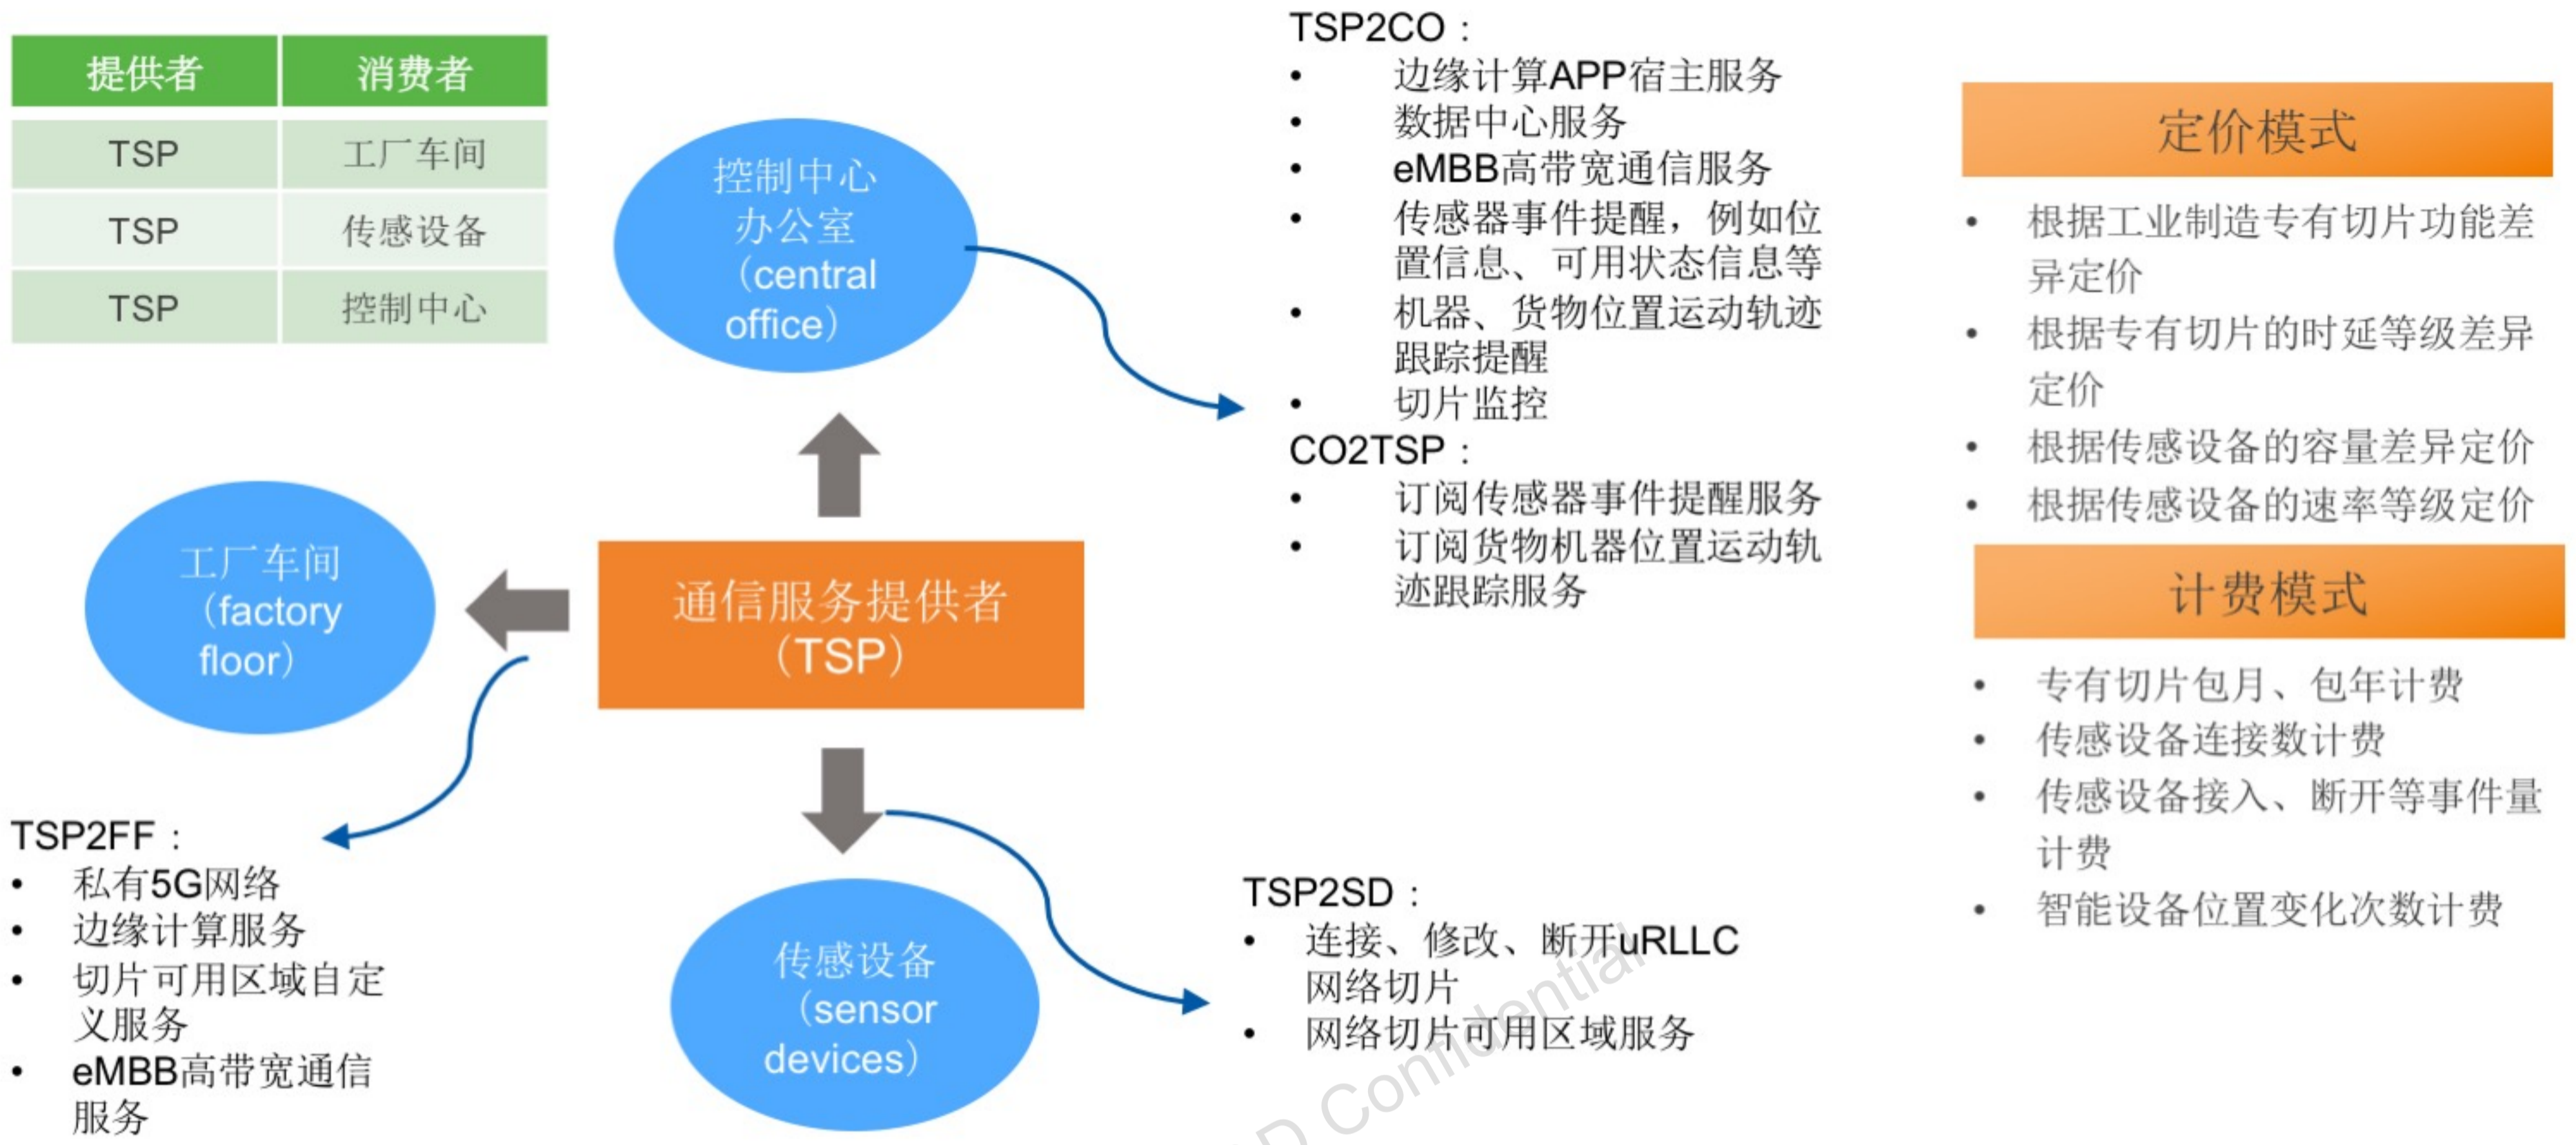 提供者 消费者
TSP 工厂车间
TSP 传感设备
TSP 控制中心
控制中心
办公室
（central
office）
工厂车间
（factory
floor）
通信服务提供者
（TSP）
传感设备
（sensor
devices）
TSP2FF：
• 私有5G网络
• 边缘计算服务
• 切片可用区域自定
义服务
• eMBB高带宽通信
服务
TSP2CO：
• 边缘计算APP宿主服务
• 数据中心服务
• eMBB高带宽通信服务
• 传感器事件提醒，例如位
置信息、可用状态信息等
• 机器、货物位置运动轨迹
跟踪提醒
• 切片监控
CO2TSP：
• 订阅传感器事件提醒服务
• 订阅货物机器位置运动轨
迹跟踪服务
TSP2SD：
• 连接、修改、断开uRLLC
网络切片
• 网络切片可用区域服务
定价模式
• 根据工业制造专有切片功能差
异定价
• 根据专有切片的时延等级差异
定价
• 根据传感设备的容量差异定价
• 根据传感设备的速率等级定价
计费模式
• 专有切片包月、包年计费
• 传感设备连接数计费
• 传感设备接入、断开等事件量
计费
• 智能设备位置变化次数计费
Confidential